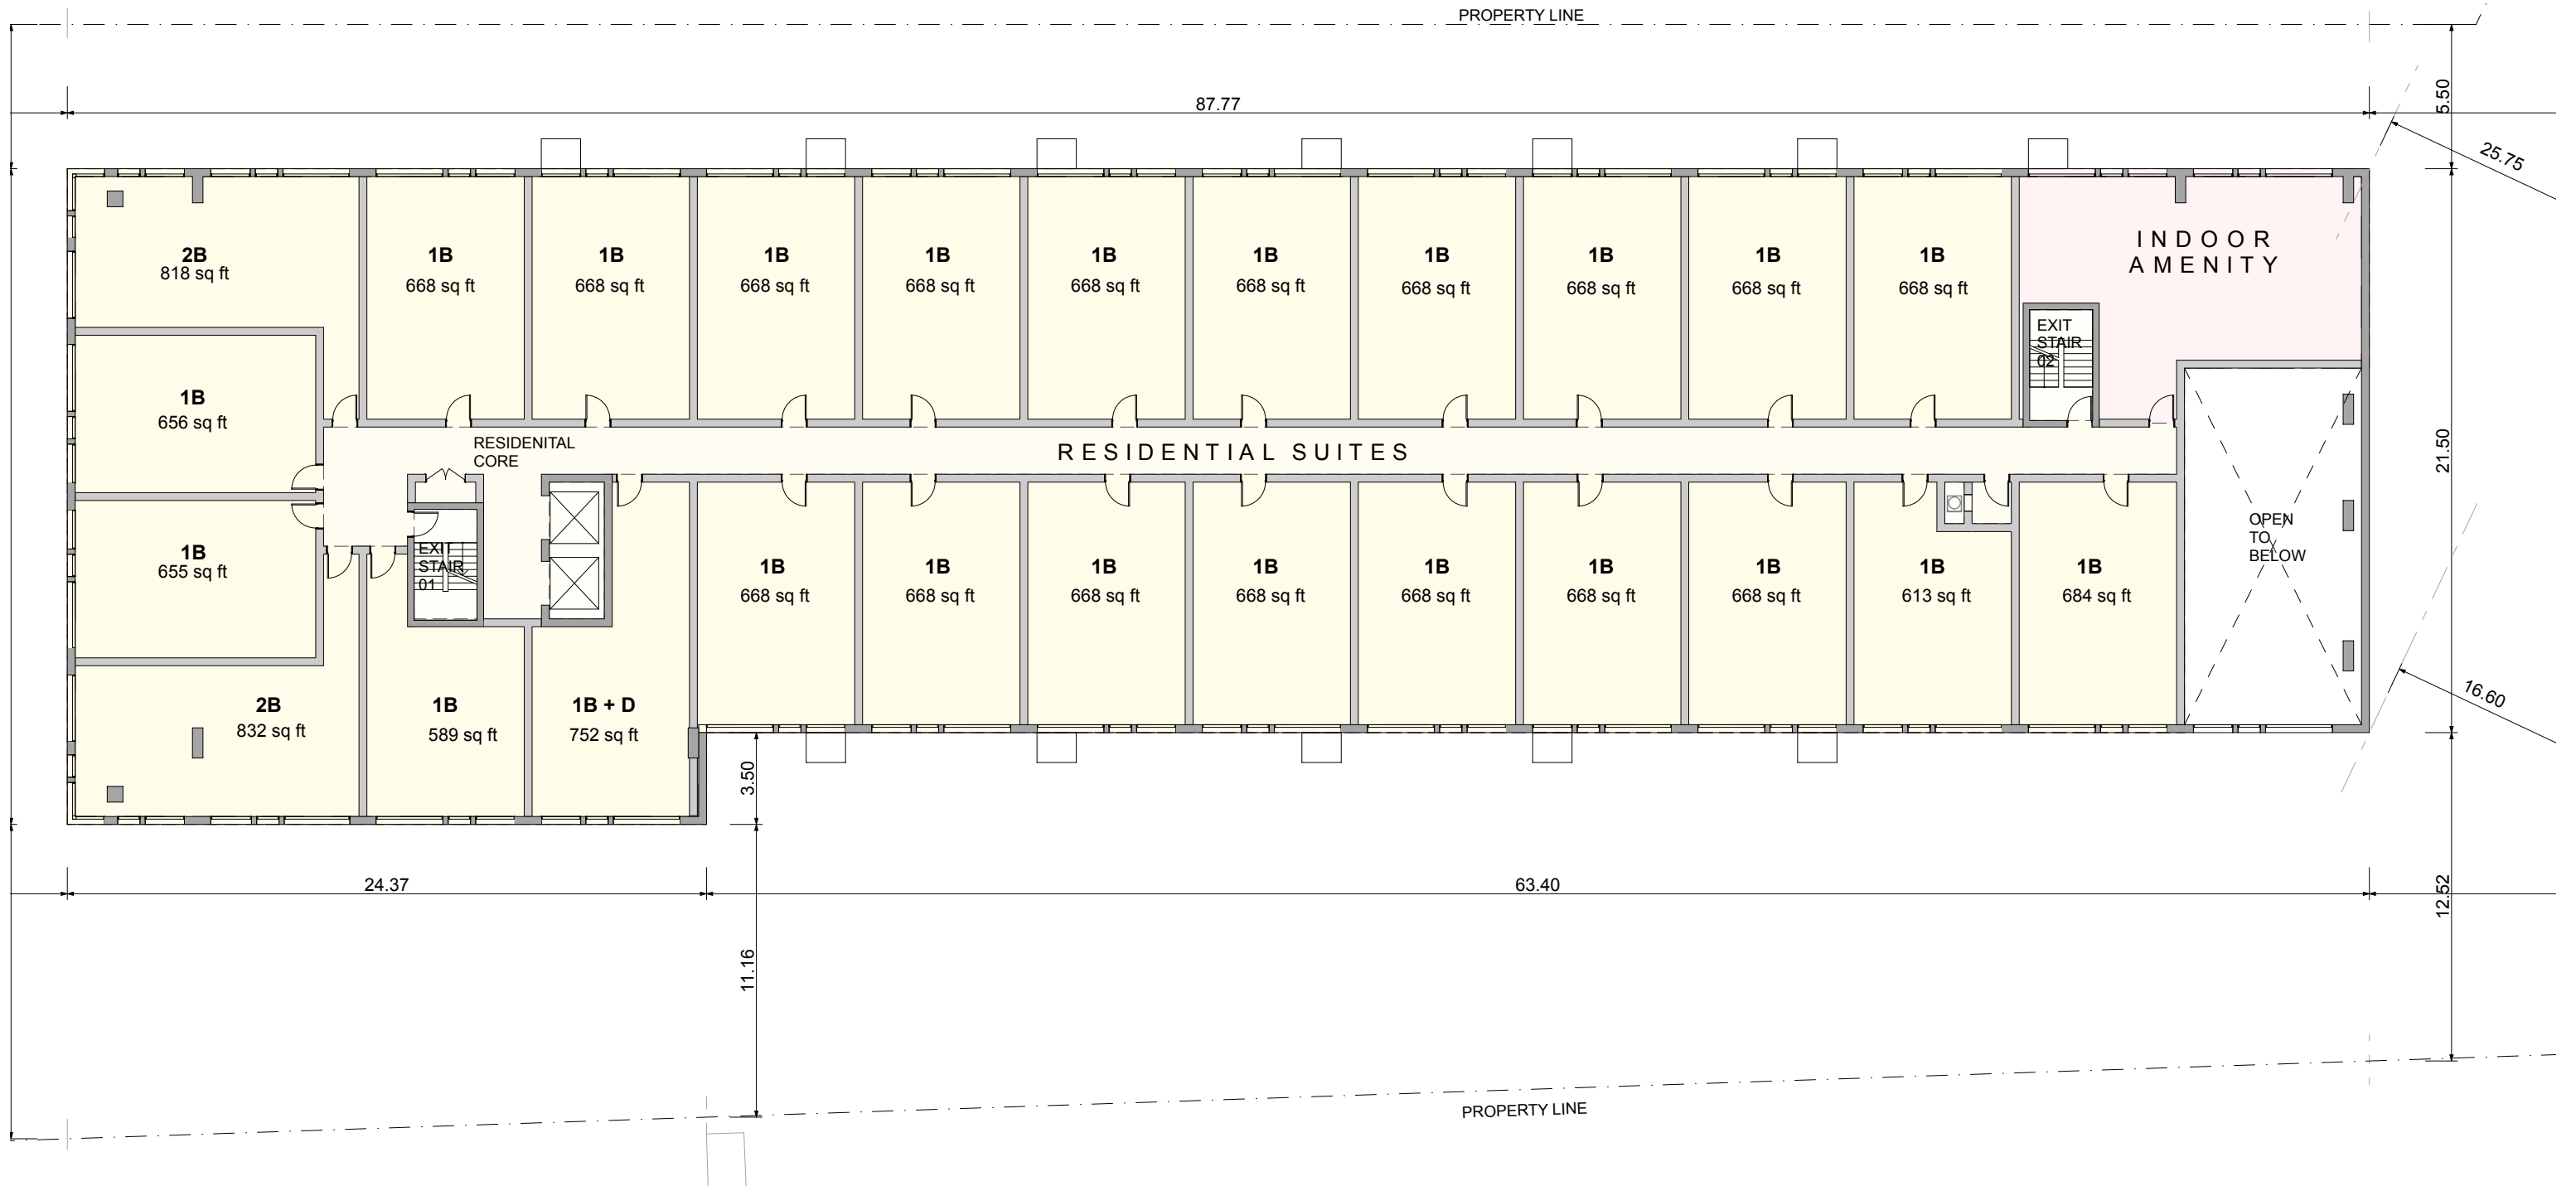 PROPERTY LINE
87.77
5.50
25.75
2B
818 sq ft
1B
668 sq ft
1B
668 sq ft
1B
668 sq ft
1B
668 sq ft
1B
668 sq ft
1B
668 sq ft
1B
668 sq ft
1B
668 sq ft
1B
668 sq ft
1B
668 sq ft
INDOOR
AMENITY
EXIT
STAIR
02
1B
656 sq ft
RESIDENITAL
CORE
RESIDENTIAL SUITES
21.50
1B
655 sq ft
EXIT
STAIR
01
1B
668 sq ft
1B
668 sq ft
1B
668 sq ft
1B
668 sq ft
1B
668 sq ft
1B
668 sq ft
1B
668 sq ft
1B
613 sq ft
1B
684 sq ft
OPEN
TO
BELOW
2B
832 sq ft
1B
589 sq ft
1B + D
752 sq ft
16.60
3.50
24.37
63.40
12.52
11.16
PROPERTY LINE